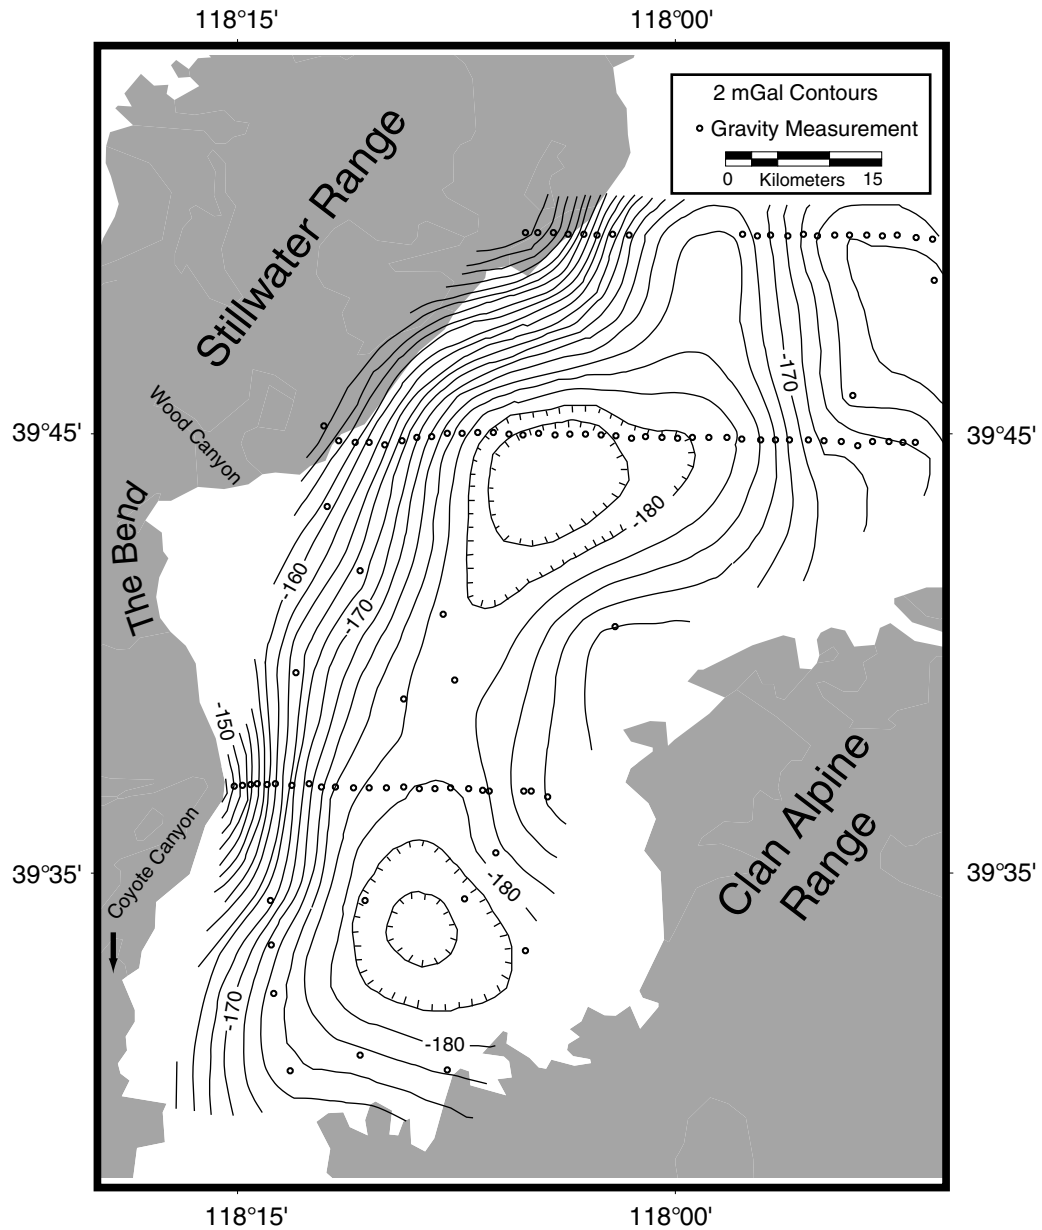 118°15'
118°00'
2 mGal Contours
Gravity Measurement
0 Kilometers 15
Stillwater Range
-170
Wood Canyon
39°45'
39°45'
-180
The Bend
-160
-170
-150
Clan Alpine
Range
Coyote Canyon
39°35'
39°35'
-180
-170
-180
118°15'
118°00'